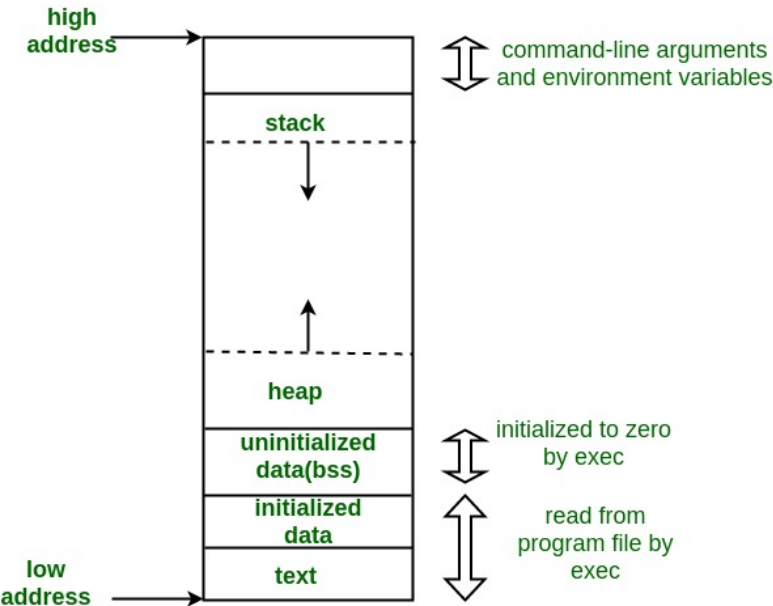 high
address
command-line arguments
and environment variables
stack
heap
uninitialized
data(bss)
initialized to zero
by exec
initialized
data
read from
program file by
exec
text
low
address